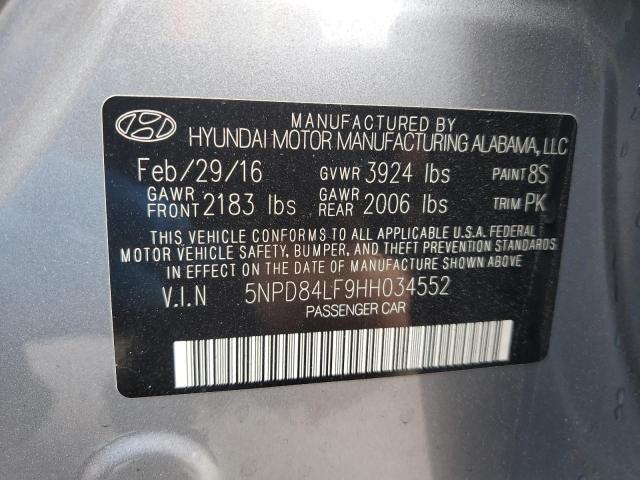 MANUFACTURED BY
HYUNDAI MOTOR MANUFACTURING ALABAMA, LLC
Feb/29/16 GVWR 3924 lbs PAINT 8S
GAWR FRONT 2183 lbs GAWR REAR 2006 lbs TRIM PK
THIS VEHICLE CONFORMS TO ALL APPLICABLE U.S.A. FEDERAL
MOTOR VEHICLE SAFETY, BUMPER, AND THEFT PREVENTION STANDARDS
IN EFFECT ON THE DATE OF MANUFACTURE SHOWN ABOVE.
V.I.N 5NPD84LF9HH034552
PASSENGER CAR